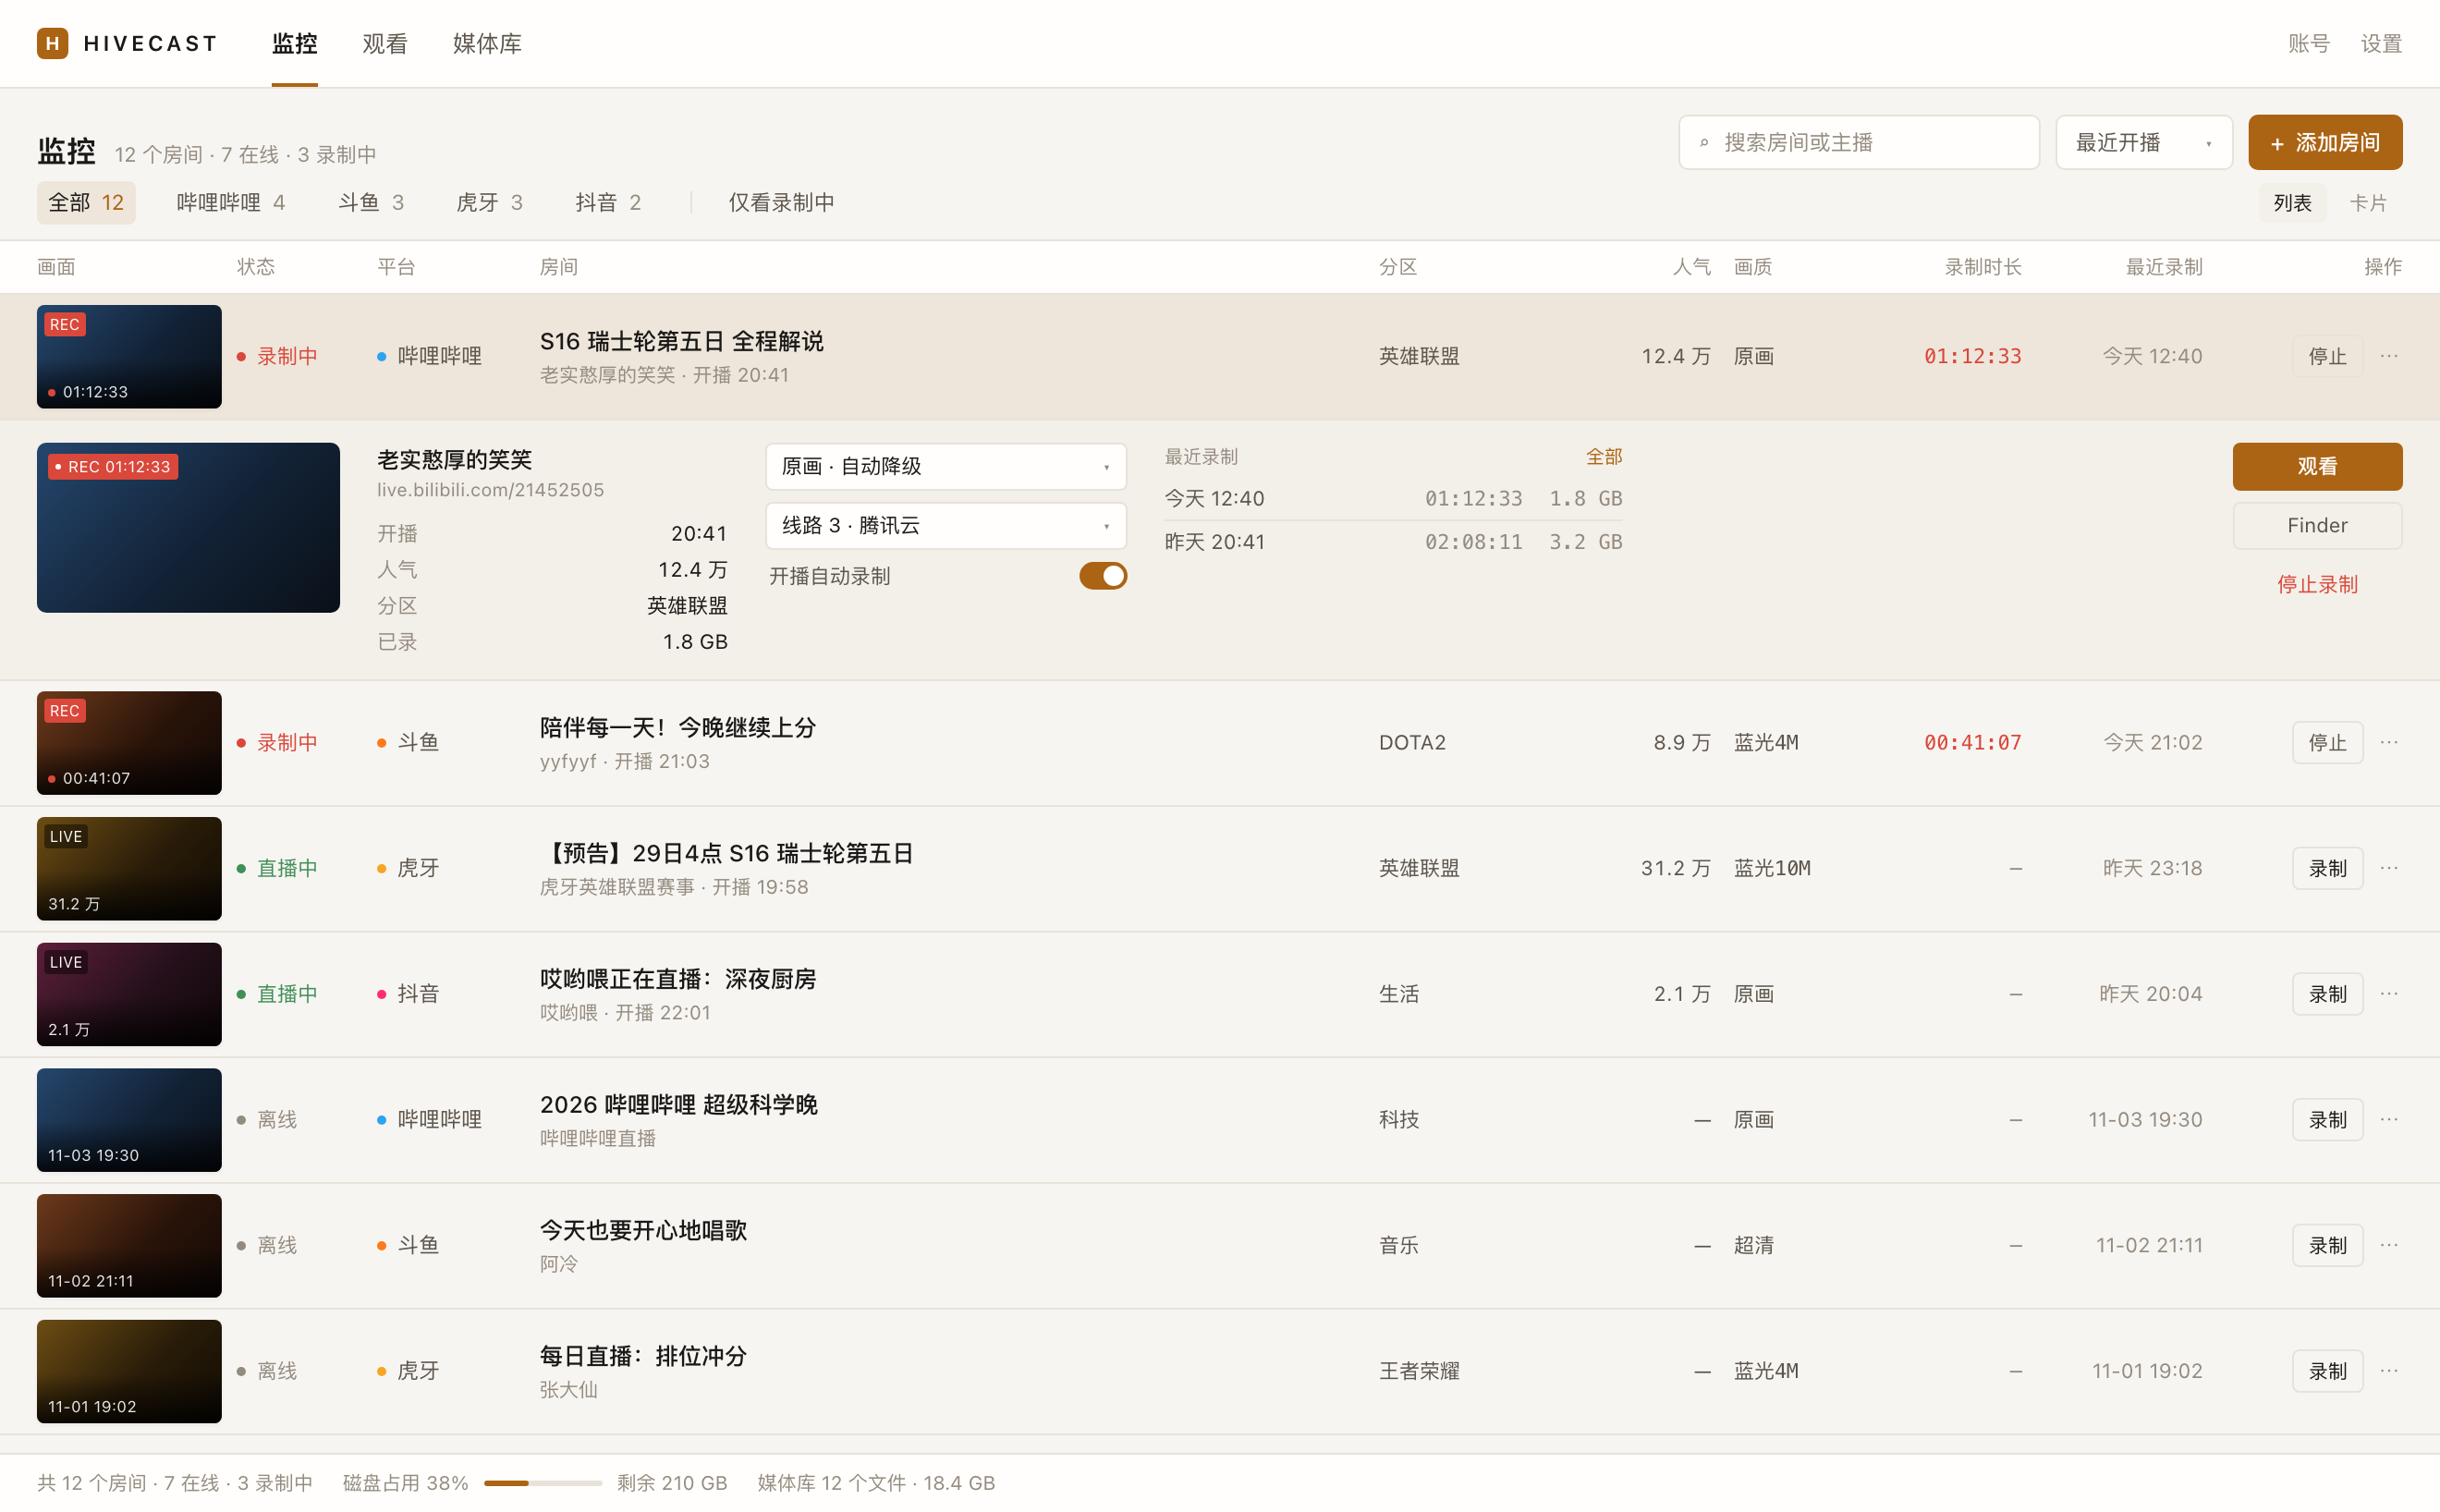 H HIVECAST 监控 观看 媒体库 账号 设置
监控 12 个房间 · 7 在线 · 3 录制中 搜索房间或主播 最近开播 + 添加房间
全部 12 哔哩哔哩 4 斗鱼 3 虎牙 3 抖音 2 仅看录制中 列表 卡片
画面 状态 平台 房间 分区 人气 画质 录制时长 最近录制 操作
REC
01:12:33
录制中 哔哩哔哩
S16 瑞士轮第五日 全程解说
老实憨厚的笑笑 · 开播 20:41
英雄联盟 12.4 万 原画 01:12:33 今天 12:40 停止 ···
REC 01:12:33
老实憨厚的笑笑
live.bilibili.com/21452505
开播 20:41
人气 12.4 万
分区 英雄联盟
已录 1.8 GB
原画 · 自动降级
线路 3 · 腾讯云
开播自动录制
最近录制 全部
今天 12:40 01:12:33 1.8 GB
昨天 20:41 02:08:11 3.2 GB
观看
Finder
停止录制
REC
00:41:07
录制中 斗鱼
陪伴每一天！今晚继续上分
yyfyyf · 开播 21:03
DOTA2 8.9 万 蓝光4M 00:41:07 今天 21:02 停止 ···
LIVE
31.2 万
直播中 虎牙
【预告】29日4点 S16 瑞士轮第五日
虎牙英雄联盟赛事 · 开播 19:58
英雄联盟 31.2 万 蓝光10M — 昨天 23:18 录制 ···
LIVE
2.1 万
直播中 抖音
哎哟喂正在直播：深夜厨房
哎哟喂 · 开播 22:01
生活 2.1 万 原画 — 昨天 20:04 录制 ···
11-03 19:30
离线 哔哩哔哩
2026 哔哩哔哩 超级科学晚
哔哩哔哩直播
科技 — 原画 — 11-03 19:30 录制 ···
11-02 21:11
离线 斗鱼
今天也要开心地唱歌
阿冷
音乐 — 超清 — 11-02 21:11 录制 ···
11-01 19:02
离线 虎牙
每日直播：排位冲分
张大仙
王者荣耀 — 蓝光4M — 11-01 19:02 录制 ···
共 12 个房间 · 7 在线 · 3 录制中 磁盘占用 38% 剩余 210 GB 媒体库 12 个文件 · 18.4 GB